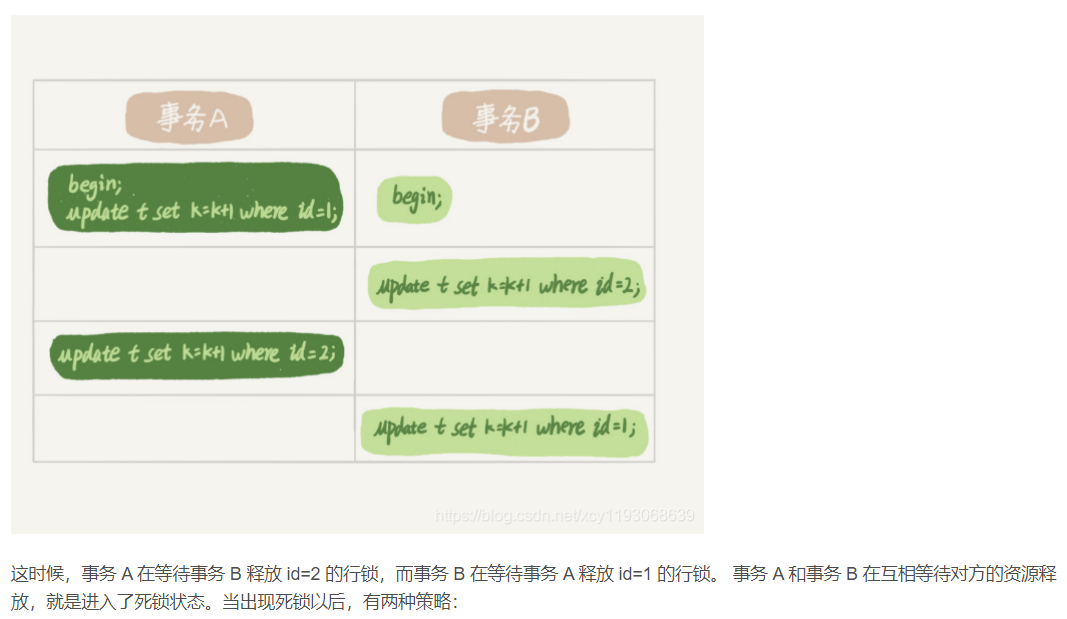 事务A
事务B
begin;
update t set k=k+1 where id=1;
begin;
update t set k=k+1 where id=2;
update t set k=k+1 where id=2;
update t set k=k+1 where id=1;
https://blog.csdn.net/xcy1193068639
这时候，事务 A 在等待事务 B 释放 id=2 的行锁，而事务 B 在等待事务 A 释放 id=1 的行锁。 事务 A 和事务 B 在互相等待对方的资源释
放，就是进入了死锁状态。当出现死锁以后，有两种策略：